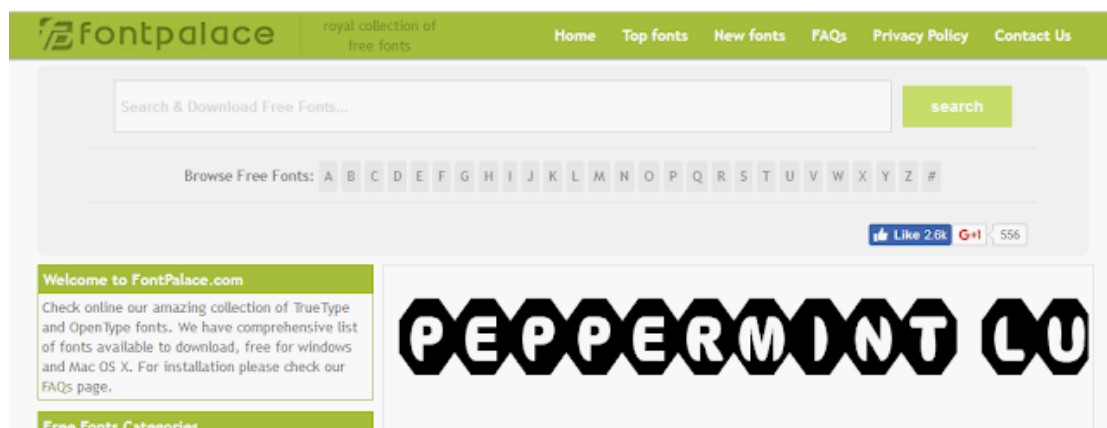 fontpalace
royal collection of
free fonts
Home Top fonts New fonts FAQs Privacy Policy Contact Us
Search & Download Free Fonts...
search
Browse Free Fonts: A B C D E F G H I J K L M N O P Q R S T U V W X Y Z #
Like 2.6k G+1 556
Welcome to FontPalace.com
Check online our amazing collection of TrueType
and OpenType fonts. We have comprehensive list
of fonts available to download, free for windows
and Mac OS X. For installation please check our
FAQs page.
PEPPERMINT LU
Free Fonts Categories